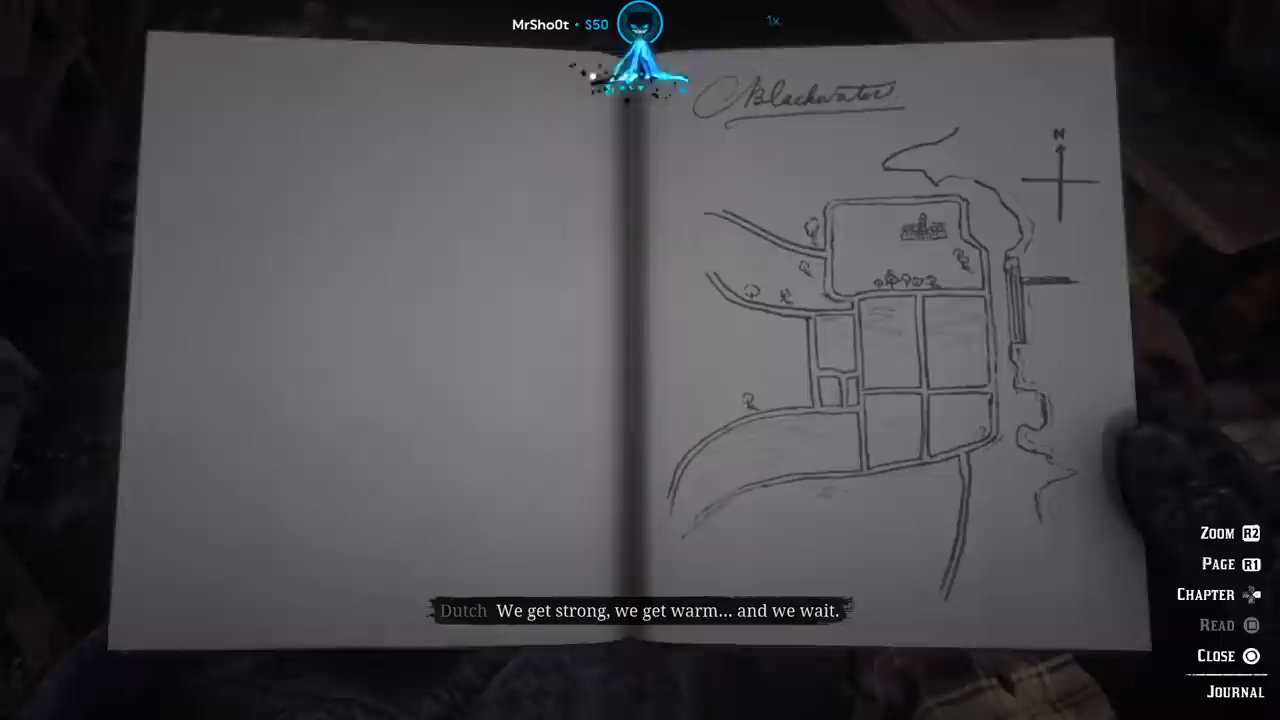 MrSho0t • $50
1x
Blackwater
N
Dutch We get strong, we get warm... and we wait.
ZOOM R2
PAGE R1
CHAPTER
READ
CLOSE
JOURNAL